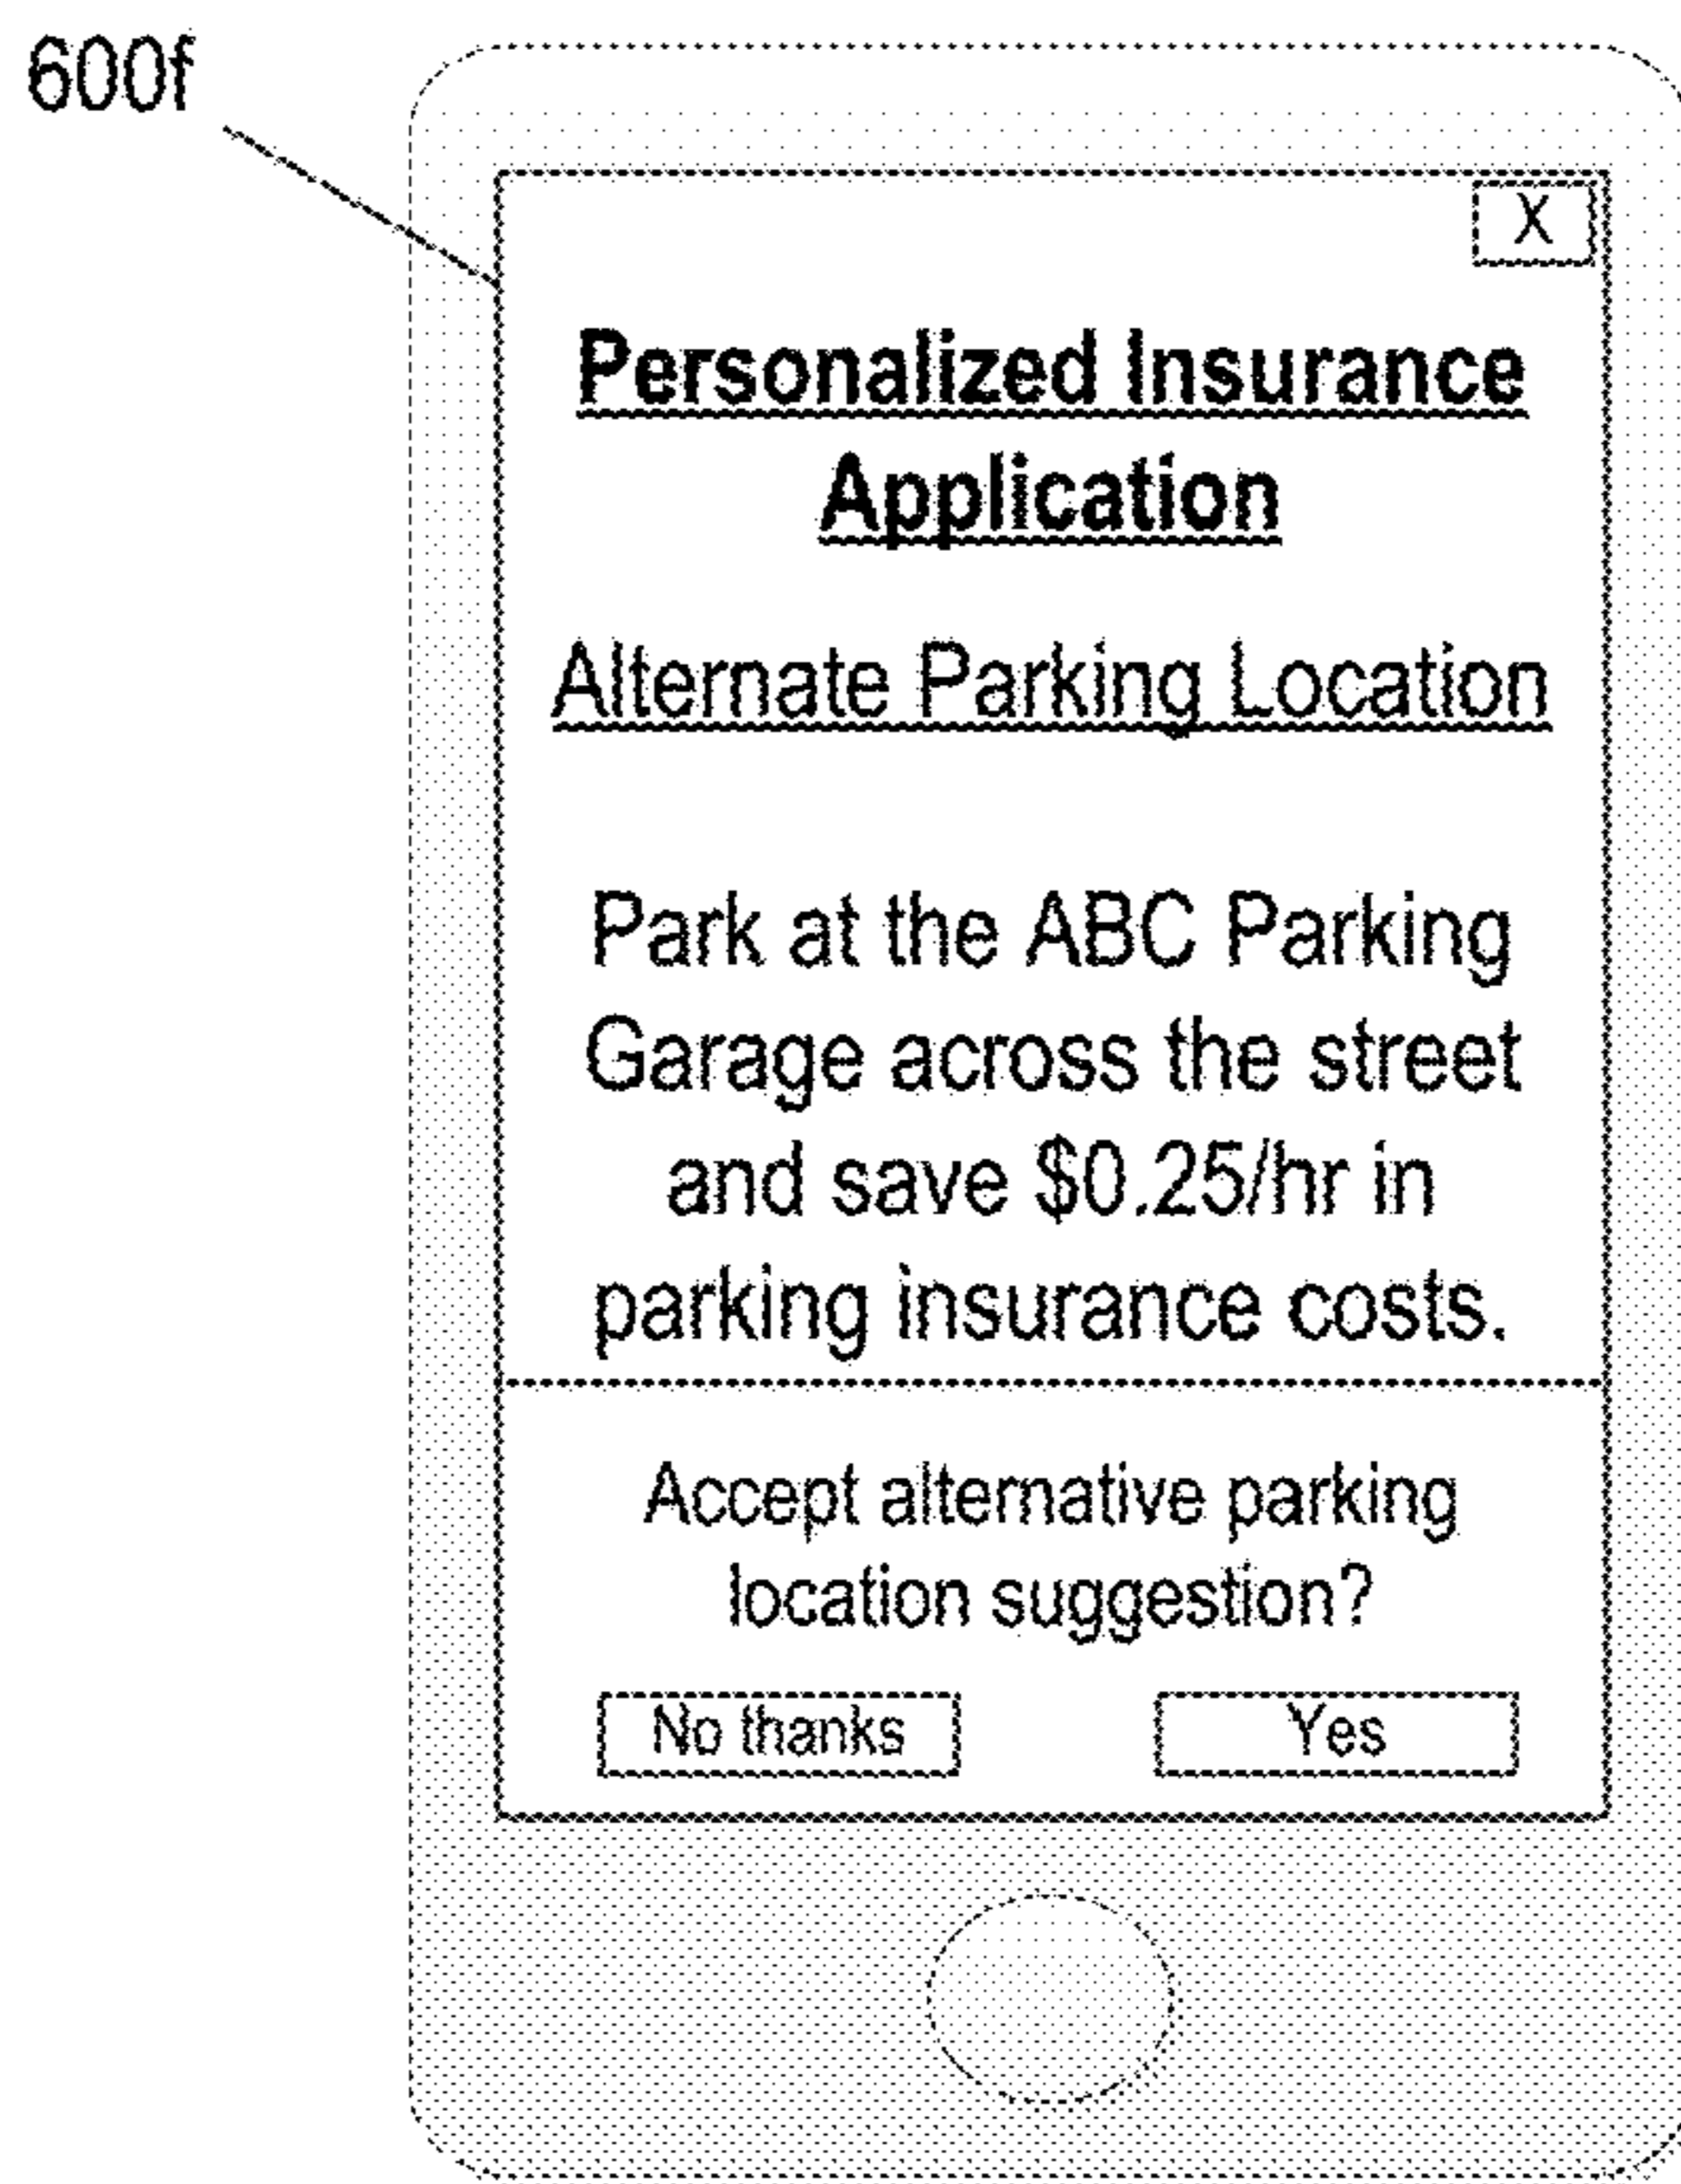 600f
X
Personalized Insurance
Application
Alternate Parking Location
Park at the ABC Parking
Garage across the street
and save $0.25/hr in
parking insurance costs.
Accept alternative parking
location suggestion?
No thanks
Yes